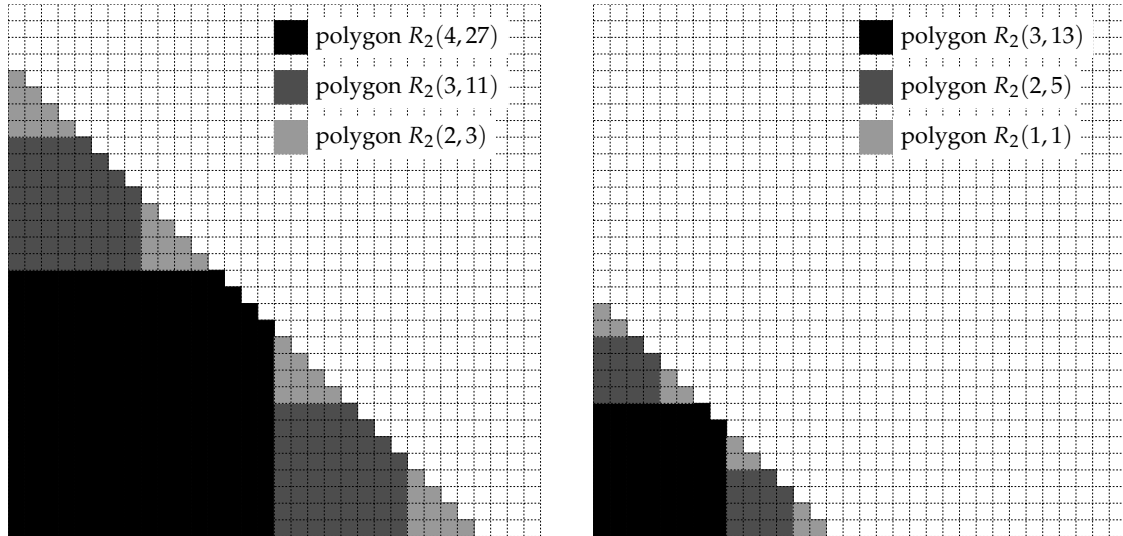 polygon R₂(4, 27)
polygon R₂(3, 11)
polygon R₂(2, 3)
polygon R₂(3, 13)
polygon R₂(2, 5)
polygon R₂(1, 1)